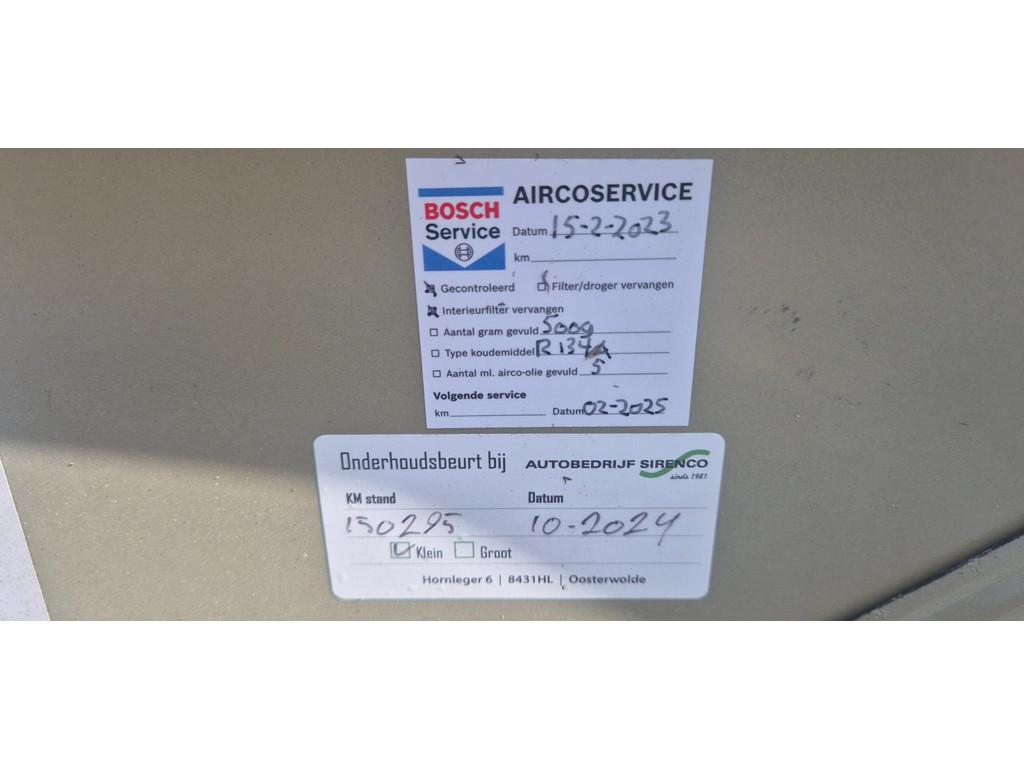 BOSCH
Service
AIRCOSERVICE
Datum 15-2-2023
km
Gecontroleerd Filter/droger vervangen
Interieurfilter vervangen
Aantal gram gevuld 500g
Type koudemiddel R 134A
Aantal ml. airco-olie gevuld 5
Volgende service
km Datum 02-2025
Onderhoudsbeurt bij AUTOBEDRIJF SIRENCO
sinds 1981
KM stand Datum
150295 10-2024
Klein Groot
Hornleger 6 | 8431HL | Oosterwolde